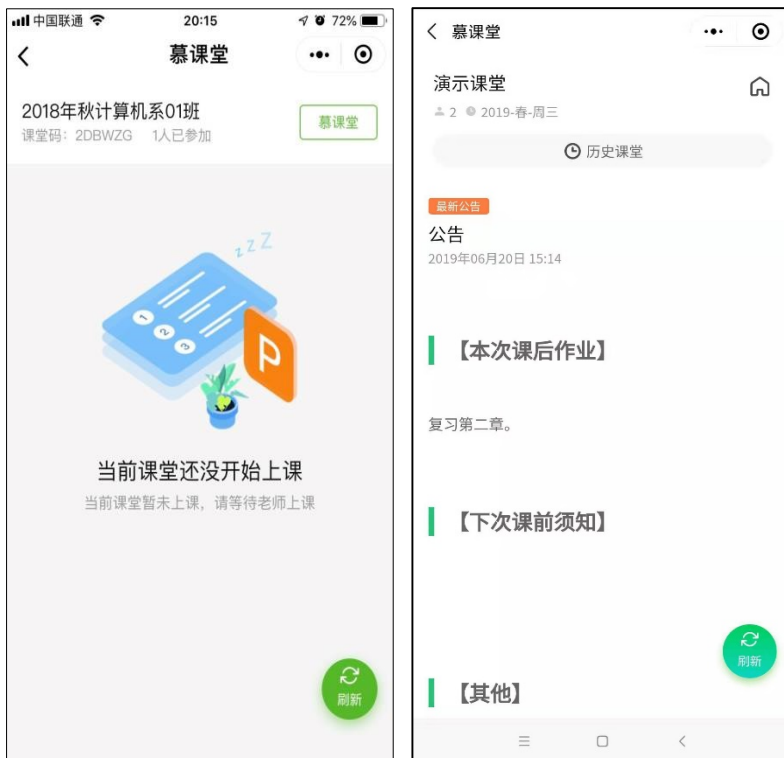 中国联通
20:15
72%
慕课堂
2018年秋计算机系01班
课堂码：2DBWZG 1人已参加
慕课堂
zzZ
1
2
3
P
当前课堂还没开始上课
当前课堂暂未上课，请等待老师上课
刷新
慕课堂
演示课堂
2 2019-春-周三
历史课堂
最新公告
公告
2019年06月20日 15:14
【本次课后作业】
复习第二章。
【下次课前须知】
刷新
【其他】